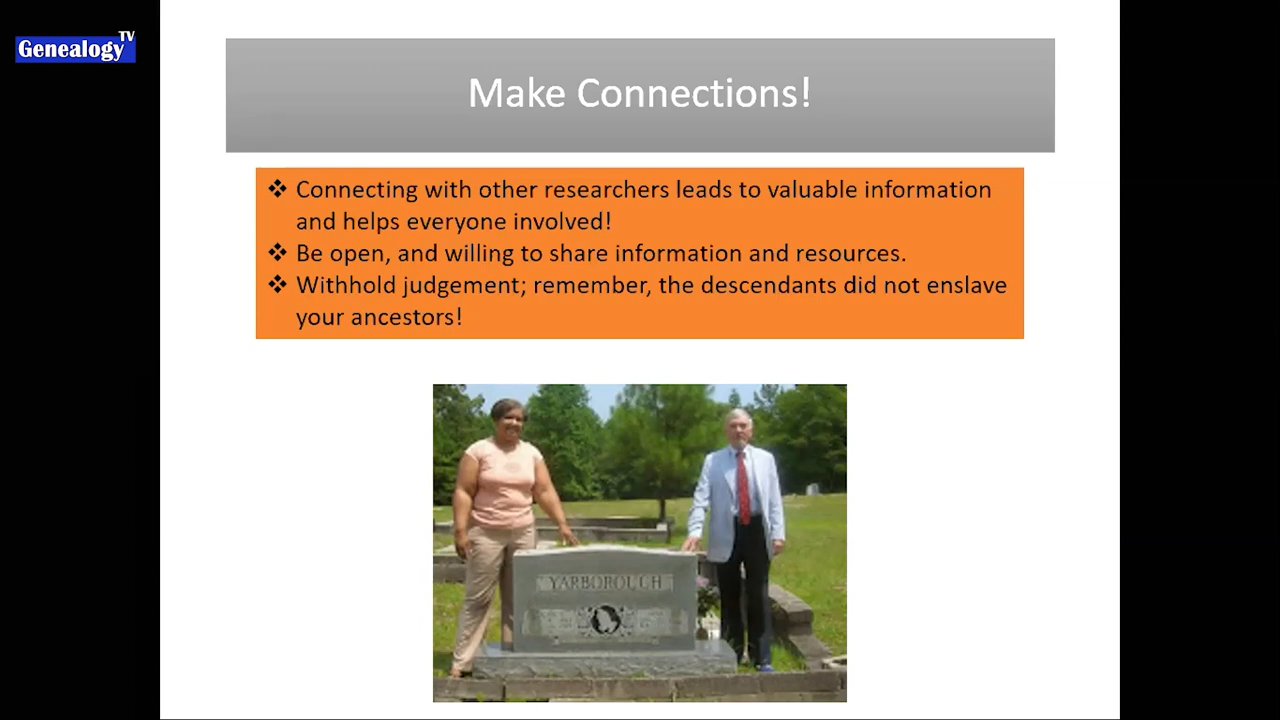 Genealogy TV
Make Connections!
❖ Connecting with other researchers leads to valuable information
and helps everyone involved!
❖ Be open, and willing to share information and resources.
❖ Withhold judgement; remember, the descendants did not enslave
your ancestors!
YARBOROUGH